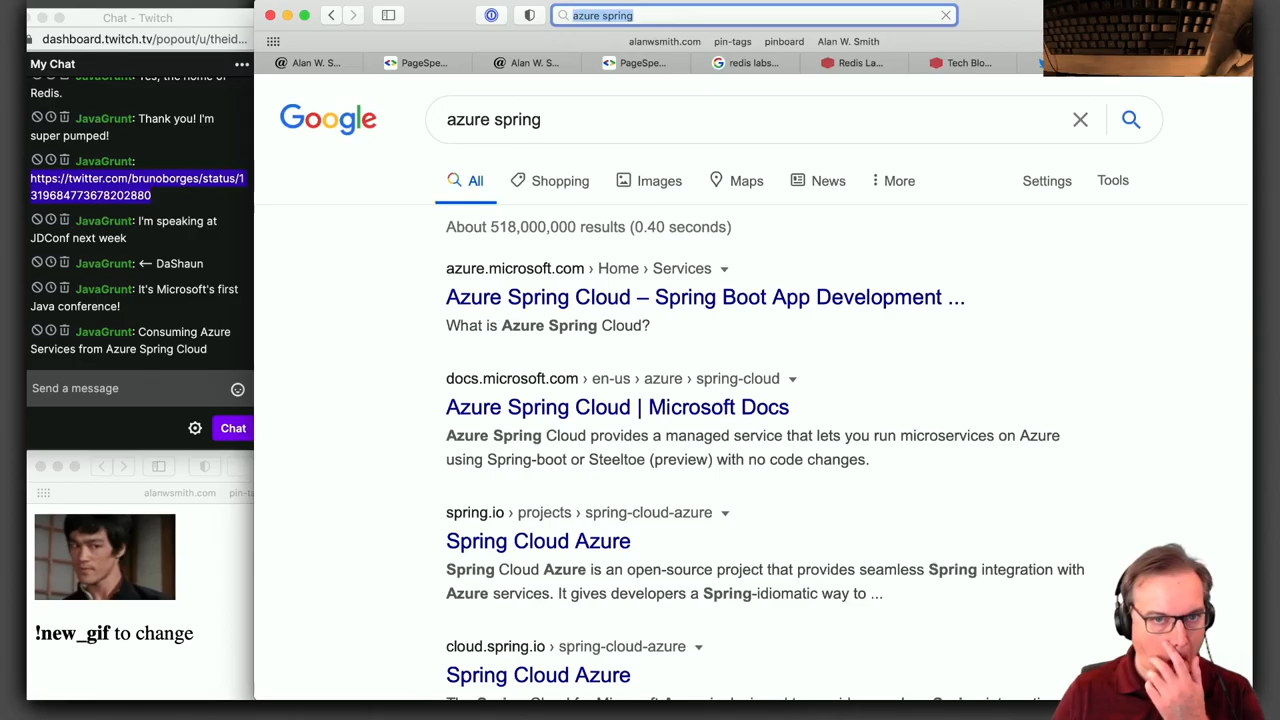 Chat - Twitch
dashboard.twitch.tv/popout/u/theid...
My Chat
JavaGrunt: Yes, the home of
Redis.
JavaGrunt: Thank you! I'm
super pumped!
JavaGrunt:
https://twitter.com/brunoborges/status/1
319684773678202880
JavaGrunt: I'm speaking at
JDConf next week
JavaGrunt: <- DaShaun
JavaGrunt: It's Microsoft's first
Java conference!
JavaGrunt: Consuming Azure
Services from Azure Spring Cloud
Send a message
Chat
alanwsmith.com pin-ta
!new_gif to change
azure spring
alanwsmith.com pin-tags pinboard Alan W. Smith
Alan W. S... PageSpe... Alan W. S... PageSpe... redis labs... Redis La... Tech Blo...
Google
azure spring
All Shopping Images Maps News More Settings Tools
About 518,000,000 results (0.40 seconds)
azure.microsoft.com › Home › Services
Azure Spring Cloud – Spring Boot App Development ...
What is Azure Spring Cloud?
docs.microsoft.com › en-us › azure › spring-cloud
Azure Spring Cloud | Microsoft Docs
Azure Spring Cloud provides a managed service that lets you run microservices on Azure
using Spring-boot or Steeltoe (preview) with no code changes.
spring.io › projects › spring-cloud-azure
Spring Cloud Azure
Spring Cloud Azure is an open-source project that provides seamless Spring integration with
Azure services. It gives developers a Spring-idiomatic way to ...
cloud.spring.io › spring-cloud-azure
Spring Cloud Azure